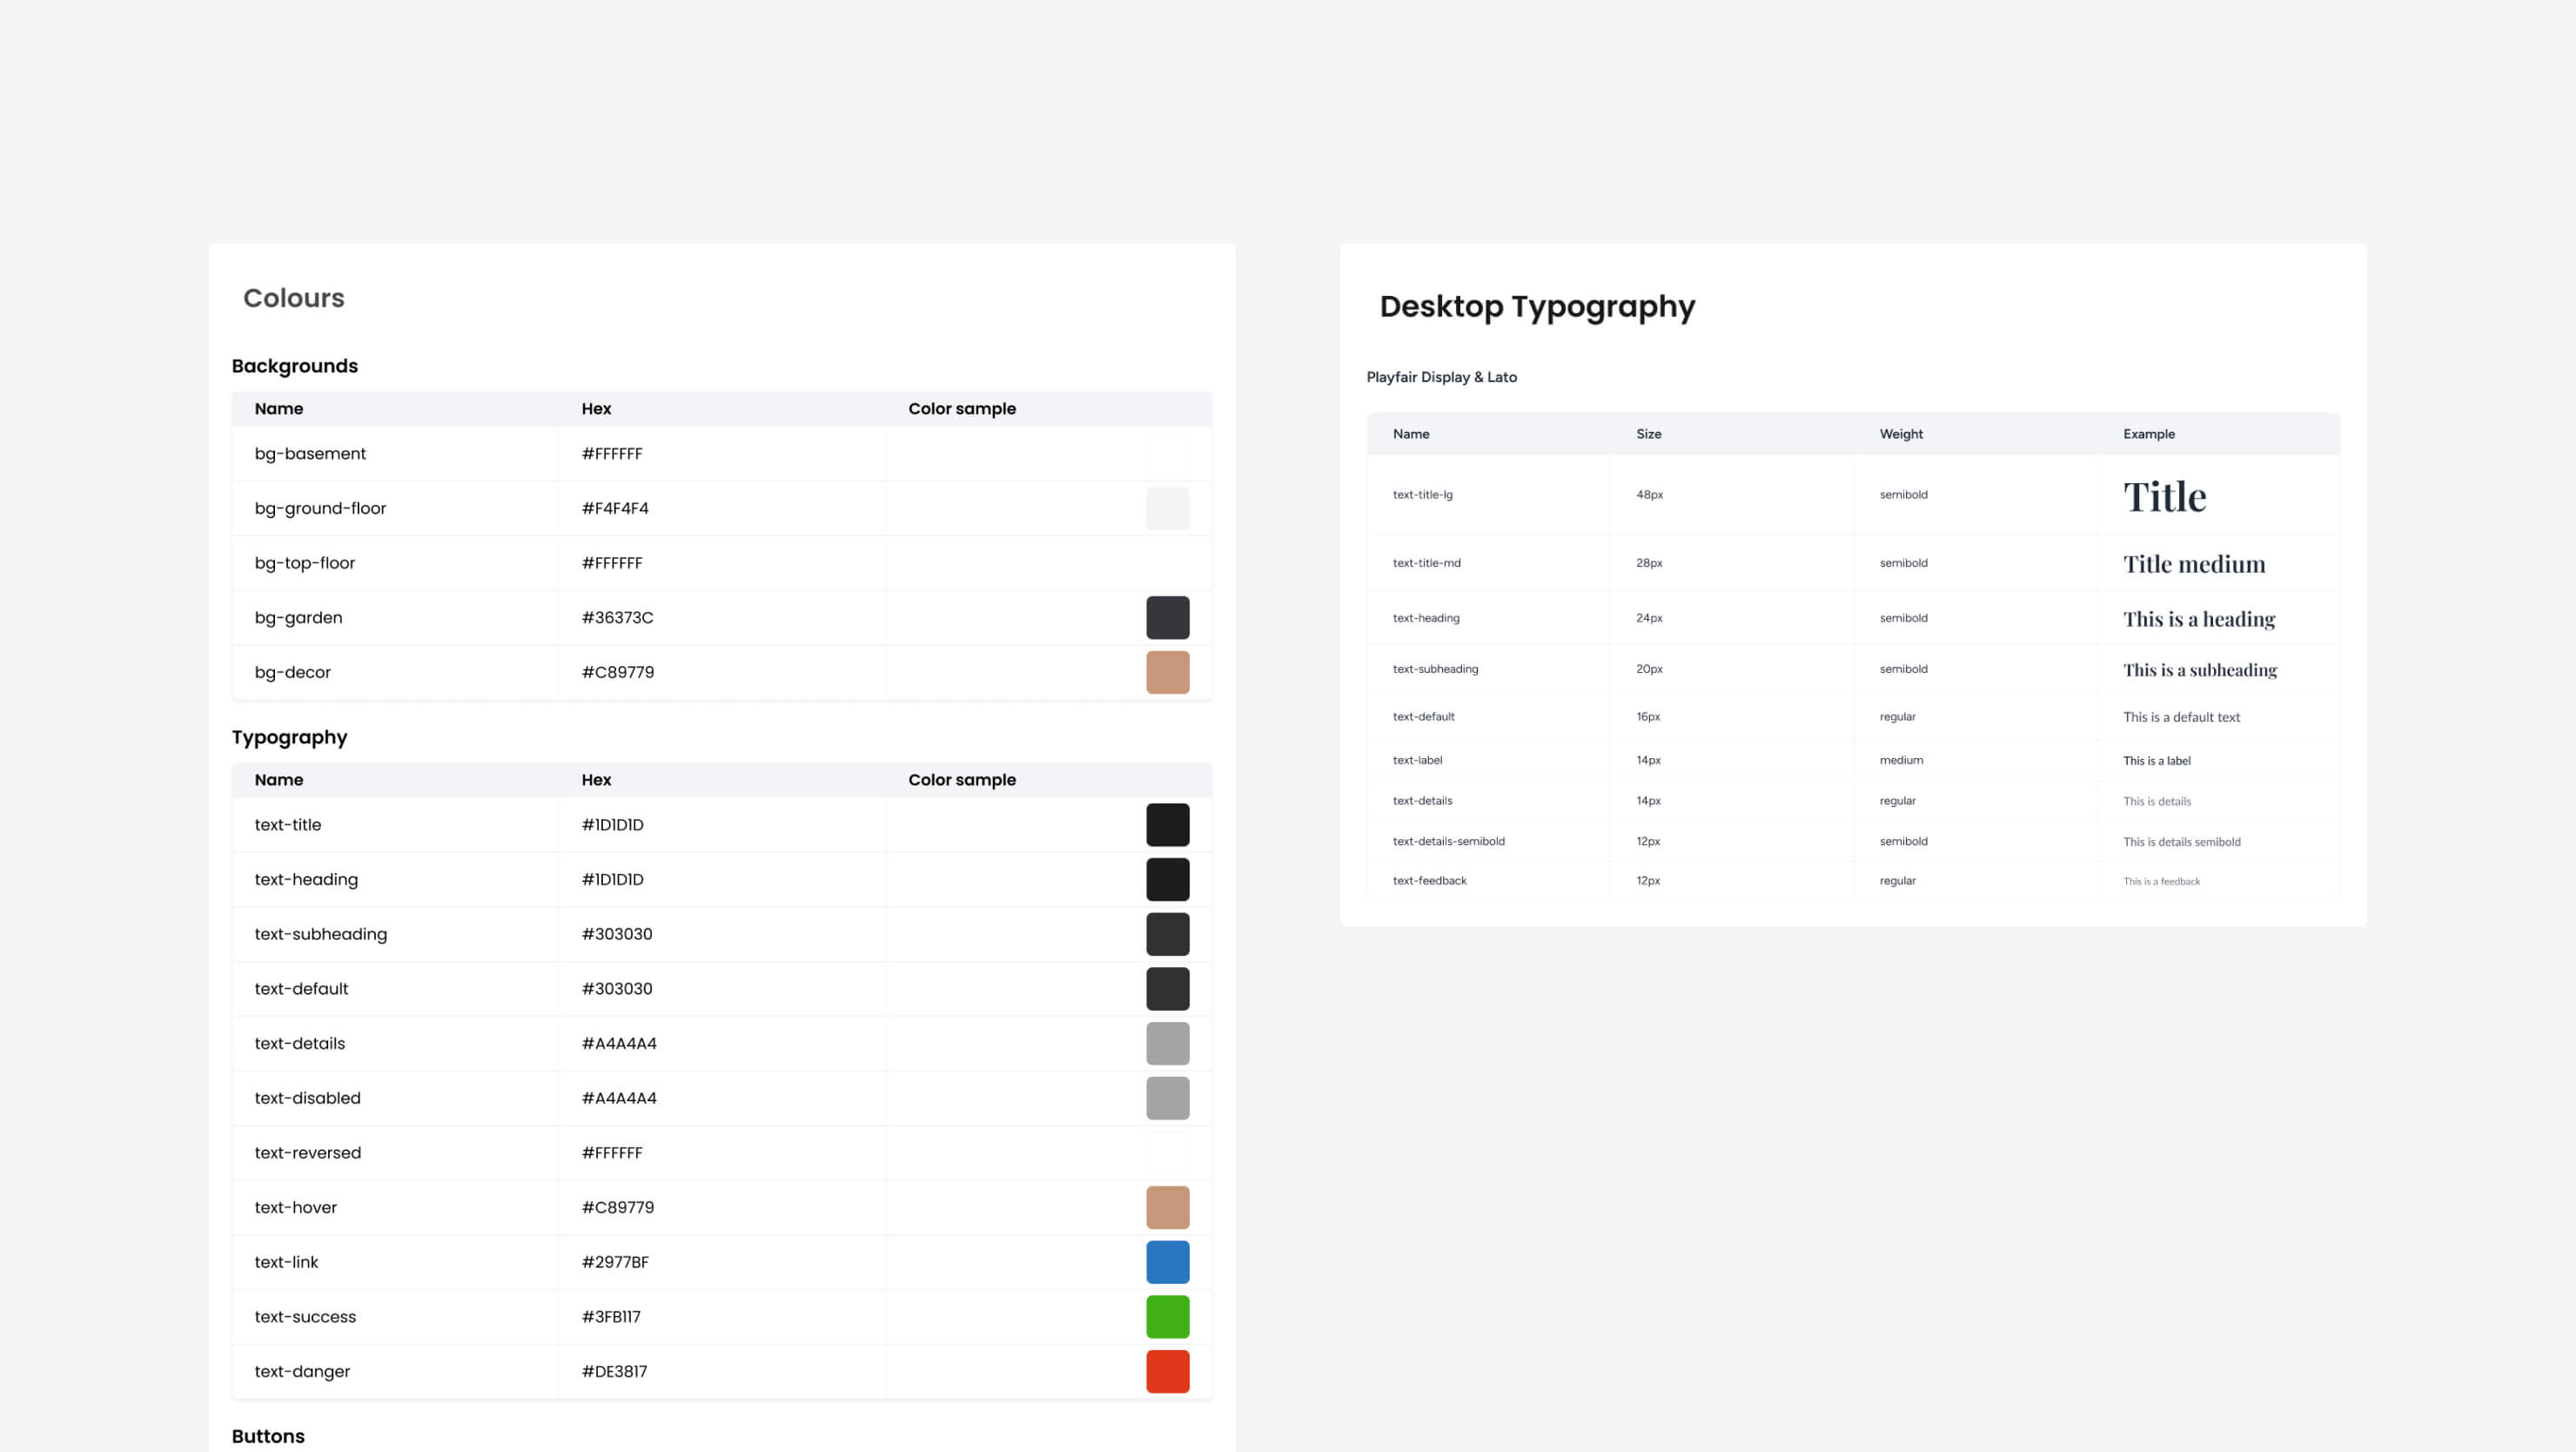 Colours
Backgrounds
Name Hex Color sample
bg-basement #FFFFFF
bg-ground-floor #F4F4F4
bg-top-floor #FFFFFF
bg-garden #36373C
bg-decor #C89779
Typography
Name Hex Color sample
text-title #1D1D1D
text-heading #1D1D1D
text-subheading #303030
text-default #303030
text-details #A4A4A4
text-disabled #A4A4A4
text-reversed #FFFFFF
text-hover #C89779
text-link #2977BF
text-success #3FB117
text-danger #DE3817
Buttons
Desktop Typography
Playfair Display & Lato
Name Size Weight Example
text-title-lg 48px semibold Title
text-title-md 28px semibold Title medium
text-heading 24px semibold This is a heading
text-subheading 20px semibold This is a subheading
text-default 16px regular This is a default text
text-label 14px medium This is a label
text-details 14px regular This is details
text-details-semibold 12px semibold This is details semibold
text-feedback 12px regular This is a feedback